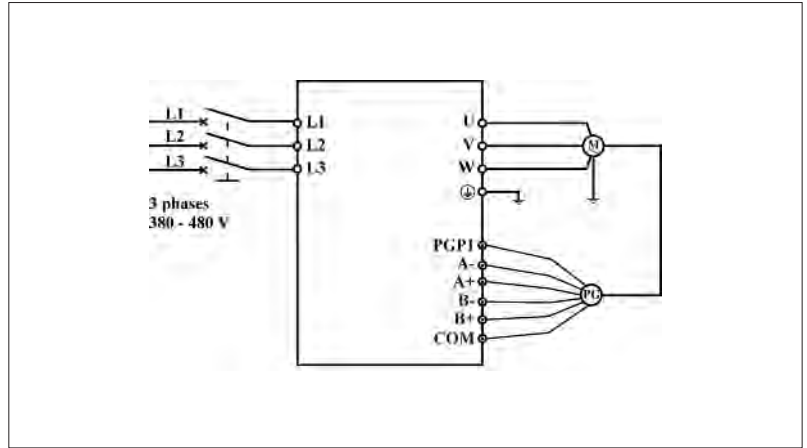 L1
L2
L3
3 phases
380 - 480 V
L1
L2
L3
U
V
W
M
PGP1
A-
A+
B-
B+
COM
PG